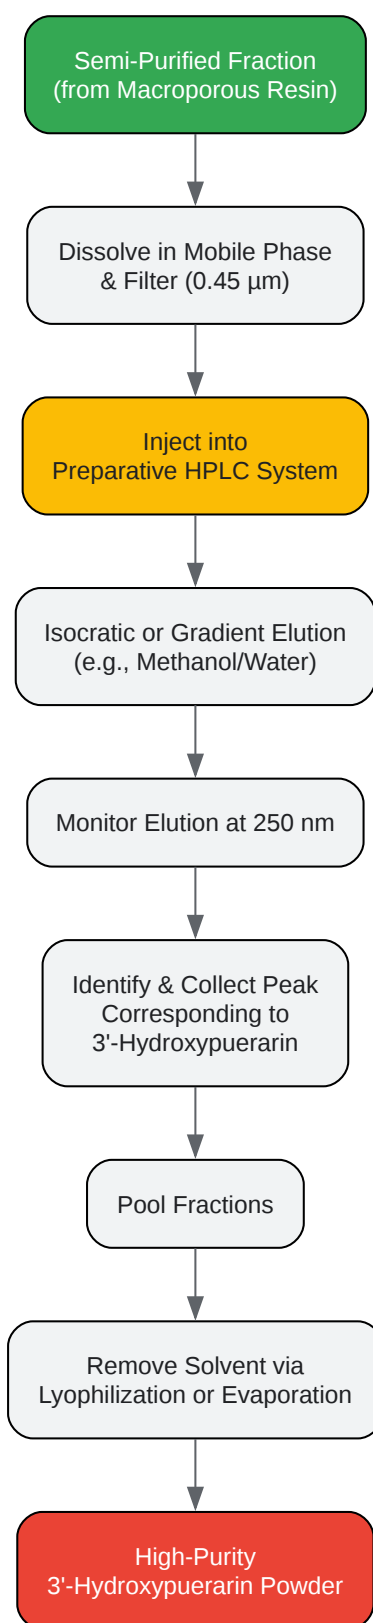 Semi-Purified Fraction
(from Macroporous Resin)
Dissolve in Mobile Phase
& Filter (0.45 µm)
Inject into
Preparative HPLC System
Isocratic or Gradient Elution
(e.g., Methanol/Water)
Monitor Elution at 250 nm
Identify & Collect Peak
Corresponding to
3'-Hydroxypuerarin
Pool Fractions
Remove Solvent via
Lyophilization or Evaporation
High-Purity
3'-Hydroxypuerarin Powder